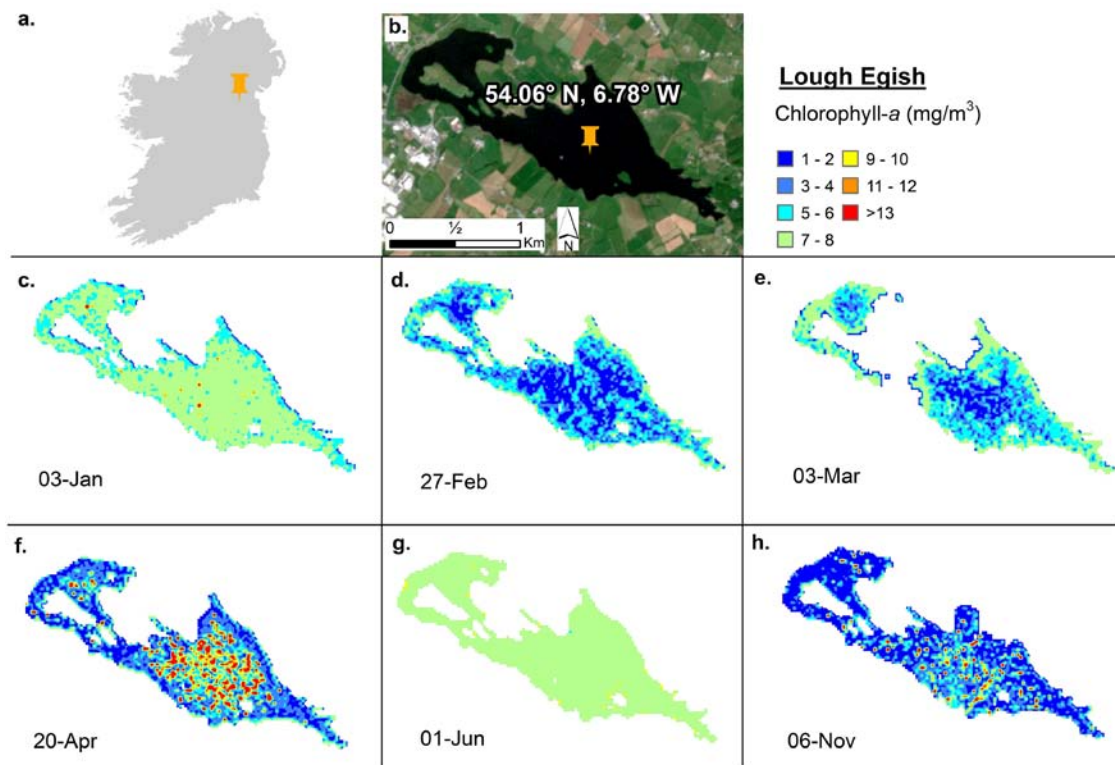 a.
b.
54.06° N, 6.78° W
0 ½ 1
Km
N
Lough Egish
Chlorophyll-a (mg/m³)
1 - 2 9 - 10
3 - 4 11 - 12
5 - 6 >13
7 - 8
c.
03-Jan
d.
27-Feb
e.
03-Mar
f.
20-Apr
g.
01-Jun
h.
06-Nov